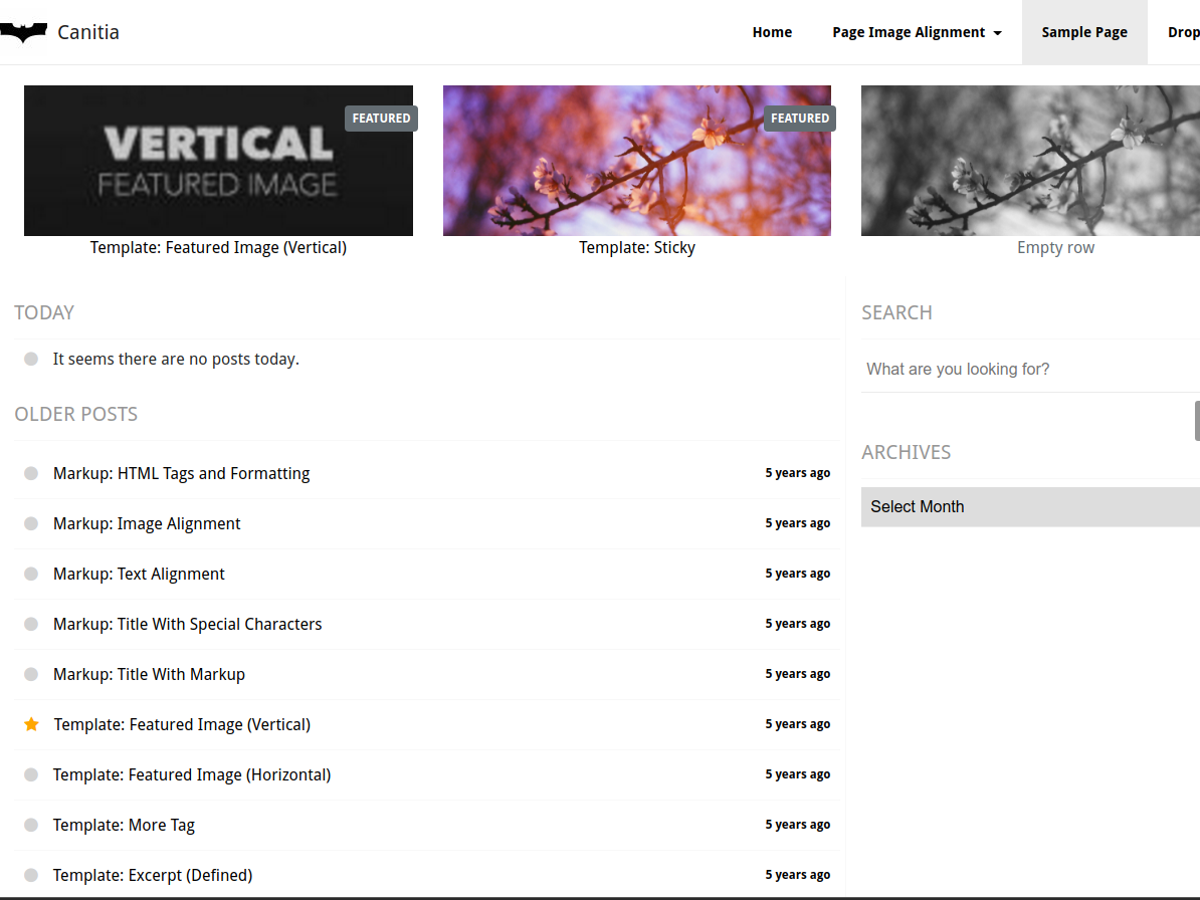 Canitia
Home
Page Image Alignment
Sample Page
Drop
VERTICAL
FEATURED IMAGE
FEATURED
FEATURED
Template: Featured Image (Vertical)
Template: Sticky
Empty row
TODAY
It seems there are no posts today.
OLDER POSTS
Markup: HTML Tags and Formatting 5 years ago
Markup: Image Alignment 5 years ago
Markup: Text Alignment 5 years ago
Markup: Title With Special Characters 5 years ago
Markup: Title With Markup 5 years ago
Template: Featured Image (Vertical) 5 years ago
Template: Featured Image (Horizontal) 5 years ago
Template: More Tag 5 years ago
Template: Excerpt (Defined) 5 years ago
SEARCH
What are you looking for?
ARCHIVES
Select Month